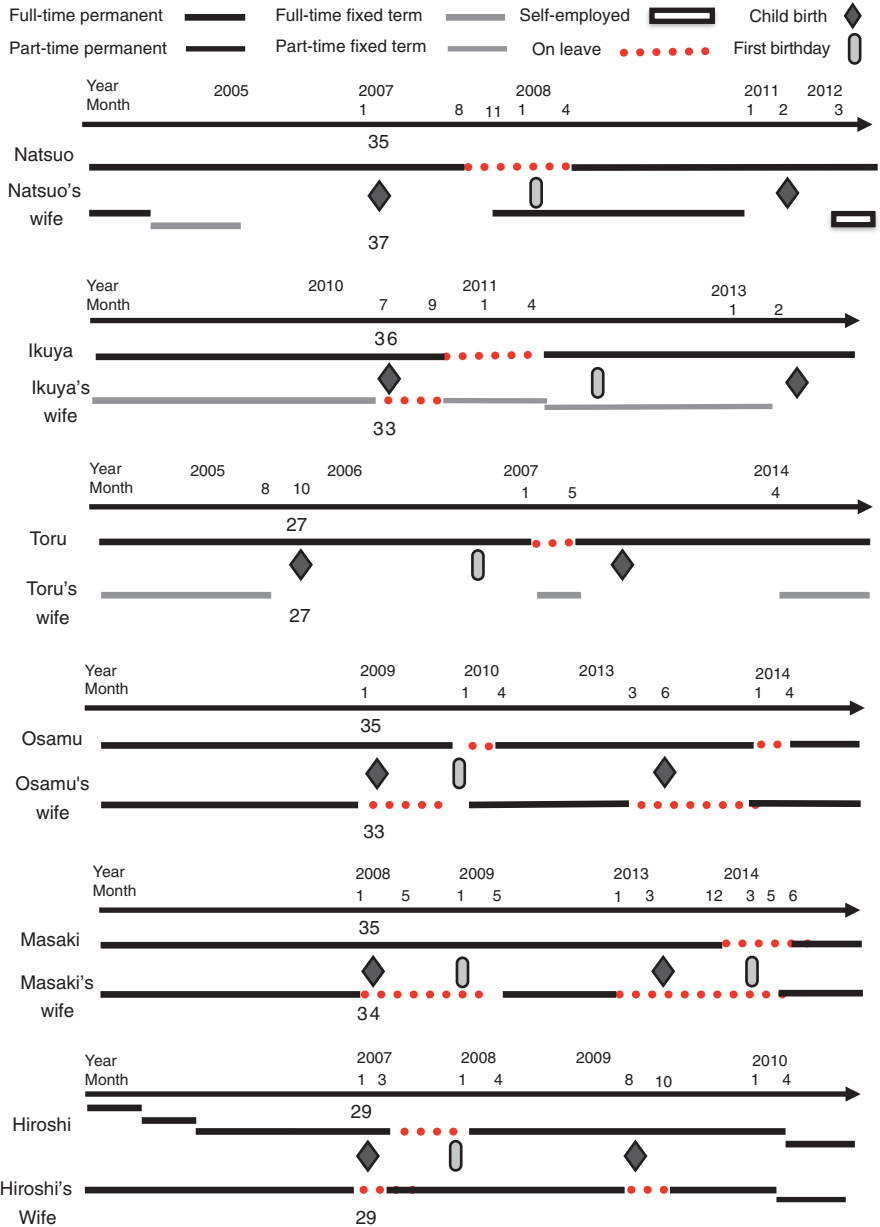 Full-time permanent Full-time fixed term Self-employed Child birth
Part-time permanent Part-time fixed term On leave First birthday
Year 2005 2007 2008 2011 2012
Month 1 8 11 1 4 1 2 3
35
Natsuo
Natsuo's
wife
37
Year 2010 2011 2013
Month 7 9 1 4 1 2
36
Ikuya
Ikuya's
wife
33
Year 2005 2006 2007 2014
Month 8 10 1 5 4
27
Toru
Toru's
wife
27
Year 2009 2010 2013 2014
Month 1 1 4 3 6 1 4
35
Osamu
Osamu's
wife
33
Year 2008 2009 2013 2014
Month 1 5 1 5 1 3 12 3 5 6
35
Masaki
Masaki's
wife
34
Year 2007 2008 2009 2010
Month 1 3 1 4 8 10 1 4
29
Hiroshi
Hiroshi's
Wife
29